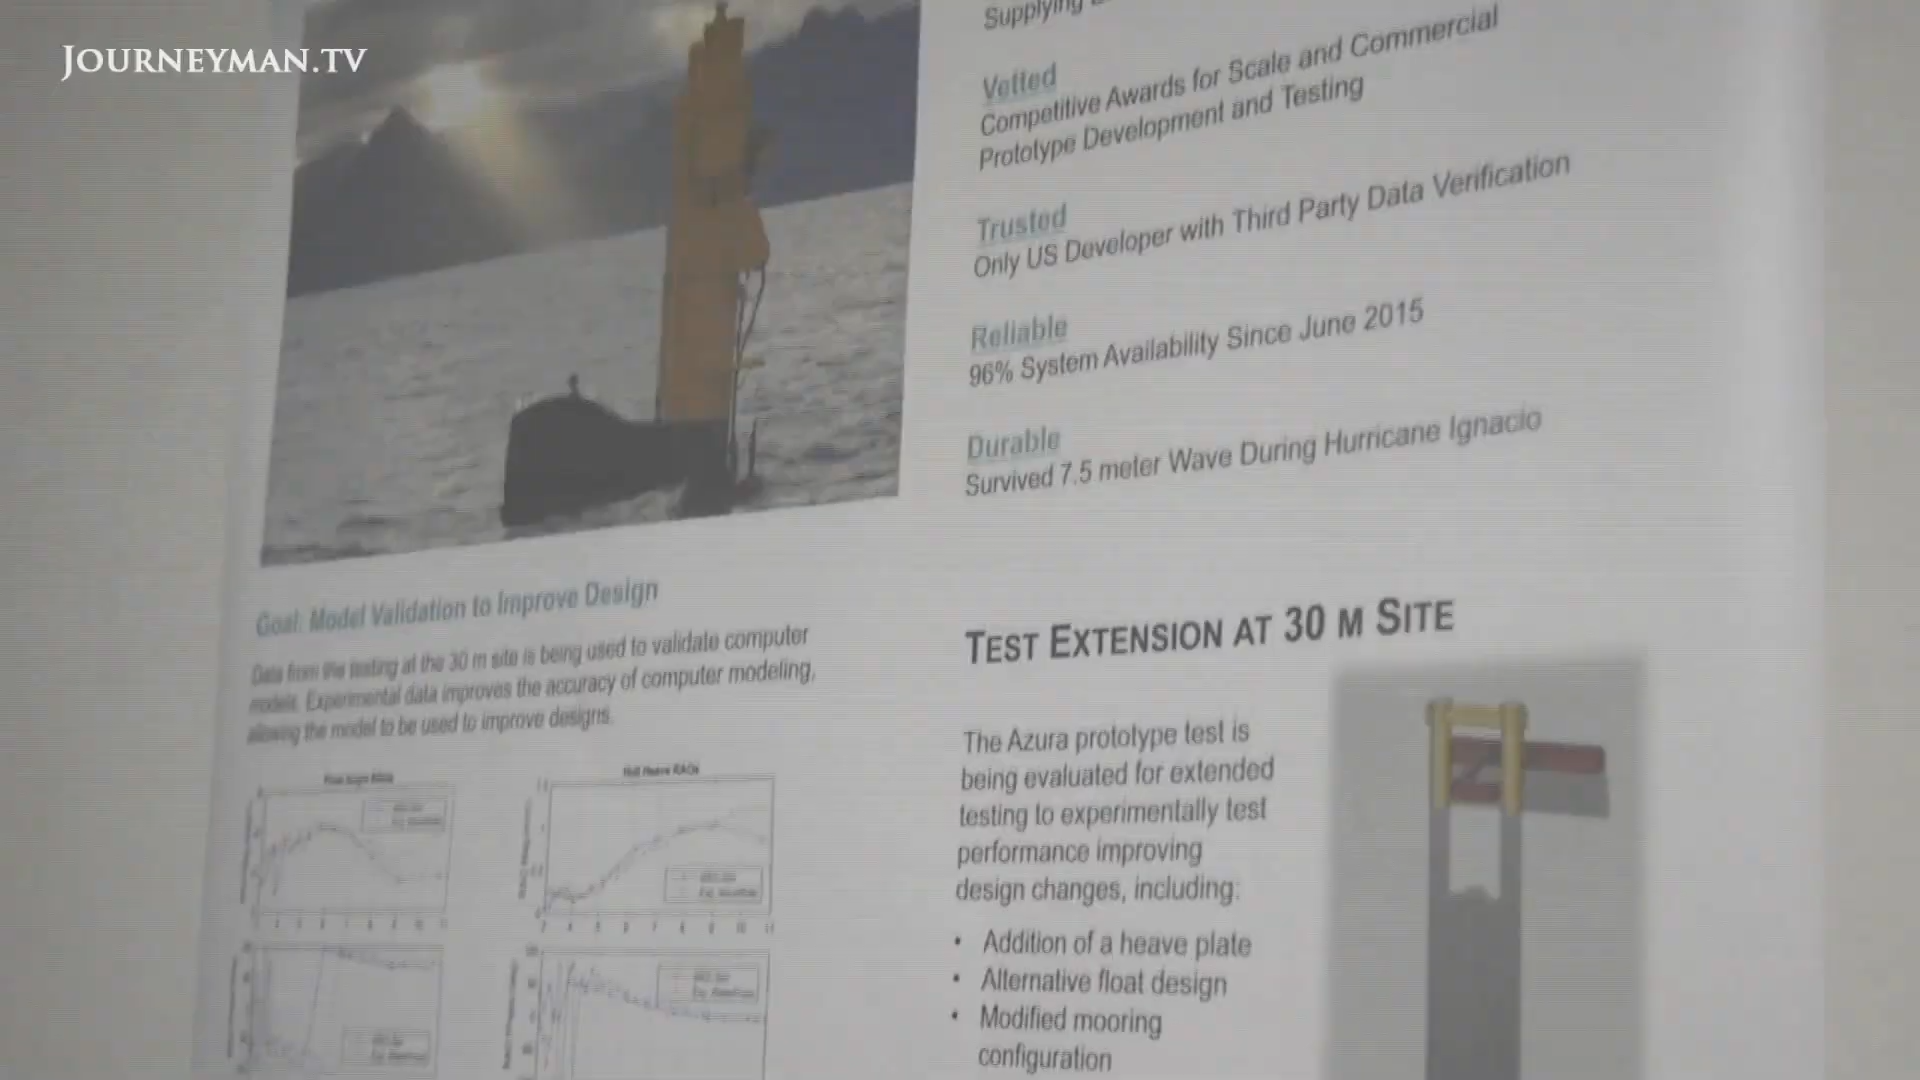 JOURNEYMAN.TV
Supplying
Vetted
Competitive Awards for Scale and Commercial
Prototype Development and Testing
Trusted
Only US Developer with Third Party Data Verification
Reliable
96% System Availability Since June 2015
Durable
Survived 7.5 meter Wave During Hurricane Ignacio
Goal: Model Validation to Improve Design
Data from the testing at the 30 m site is being used to validate computer
models. Experimental data improves the accuracy of computer modeling,
allowing the model to be used to improve designs.
Hull Heave RAOs
TEST EXTENSION AT 30 M SITE
The Azura prototype test is
being evaluated for extended
testing to experimentally test
performance improving
design changes, including:
• Addition of a heave plate
• Alternative float design
• Modified mooring
configuration